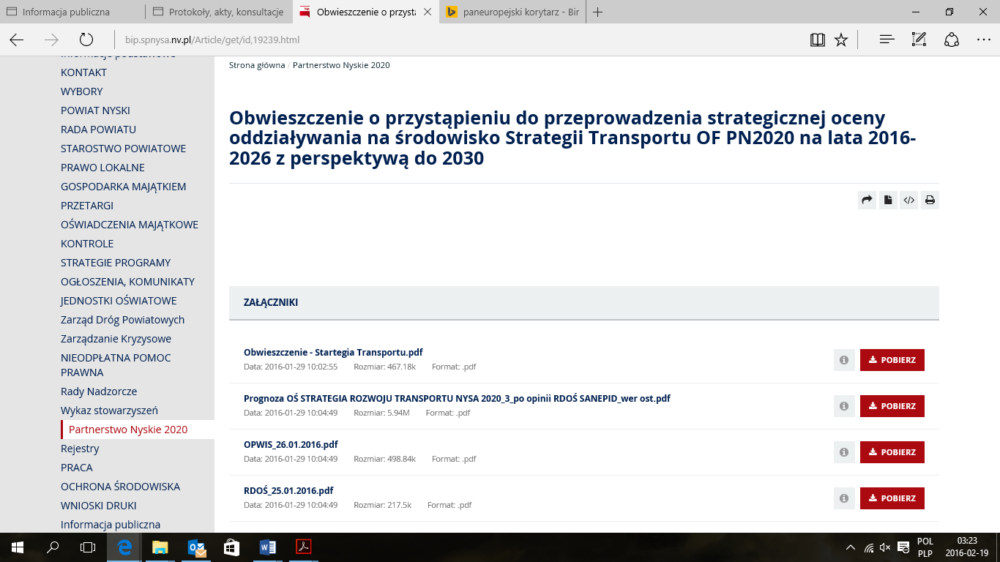 Informacja publiczna
Protokoły, akty, konsultacje
Obwieszczenie o przysta
paneuropejski korytarz - Bir
bip.spnysa.nv.pl/Article/get/id,19239.html
KONTAKT
WYBORY
POWIAT NYSKI
RADA POWIATU
STAROSTWO POWIATOWE
PRAWO LOKALNE
GOSPODARKA MAJĄTKIEM
PRZETARGI
OŚWIADCZENIA MAJĄTKOWE
KONTROLE
STRATEGIE PROGRAMY
OGŁOSZENIA, KOMUNIKATY
JEDNOSTKI OŚWIATOWE
Zarząd Dróg Powiatowych
Zarządzanie Kryzysowe
NIEODPŁATNA POMOC
PRAWNA
Rady Nadzorcze
Wykaz stowarzyszeń
Partnerstwo Nyskie 2020
Rejestry
PRACA
OCHRONA ŚRODOWISKA
WNIOSKI DRUKI
Informacja publiczna
Strona główna / Partnerstwo Nyskie 2020
Obwieszczenie o przystąpieniu do przeprowadzenia strategicznej oceny
oddziaływania na środowisko Strategii Transportu OF PN2020 na lata 2016-
2026 z perspektywą do 2030
ZAŁĄCZNIKI
Obwieszczenie - Startegia Transportu.pdf
Data: 2016-01-29 10:02:55 Rozmiar: 467.18k Format: .pdf
POBIERZ
Prognoza OŚ STRATEGIA ROZWOJU TRANSPORTU NYSA 2020_3_po opinii RDOŚ SANEPID_wer ost.pdf
Data: 2016-01-29 10:04:49 Rozmiar: 5.94M Format: .pdf
POBIERZ
OPWIS_26.01.2016.pdf
Data: 2016-01-29 10:04:49 Rozmiar: 498.84k Format: .pdf
POBIERZ
RDOŚ_25.01.2016.pdf
Data: 2016-01-29 10:04:49 Rozmiar: 217.5k Format: .pdf
POBIERZ
POL
PLP
03:23
2016-02-19